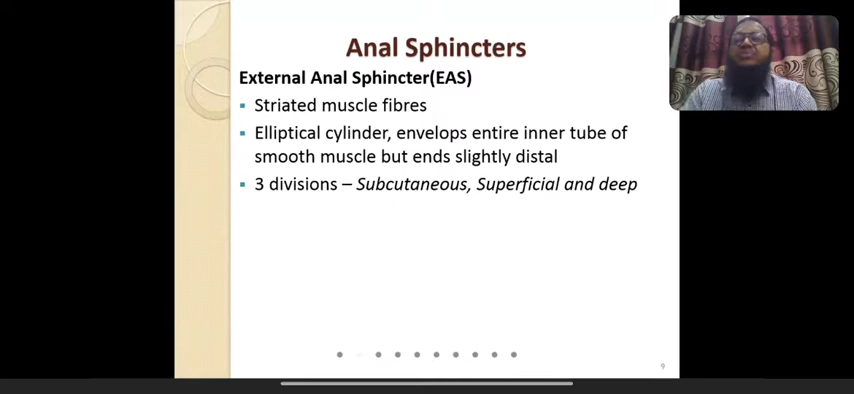 Anal Sphincters
External Anal Sphincter(EAS)
▪ Striated muscle fibres
▪ Elliptical cylinder, envelops entire inner tube of
smooth muscle but ends slightly distal
▪ 3 divisions – Subcutaneous, Superficial and deep
9